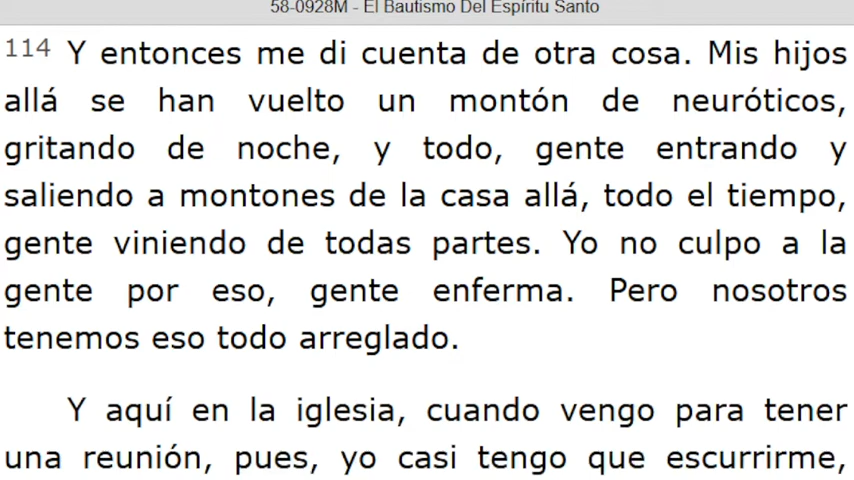 58-0928M - El Bautismo Del Espíritu Santo
114 Y entonces me di cuenta de otra cosa. Mis hijos
allá se han vuelto un montón de neuróticos,
gritando de noche, y todo, gente entrando y
saliendo a montones de la casa allá, todo el tiempo,
gente viniendo de todas partes. Yo no culpo a la
gente por eso, gente enferma. Pero nosotros
tenemos eso todo arreglado.
Y aquí en la iglesia, cuando vengo para tener
una reunión, pues, yo casi tengo que escurrirme,